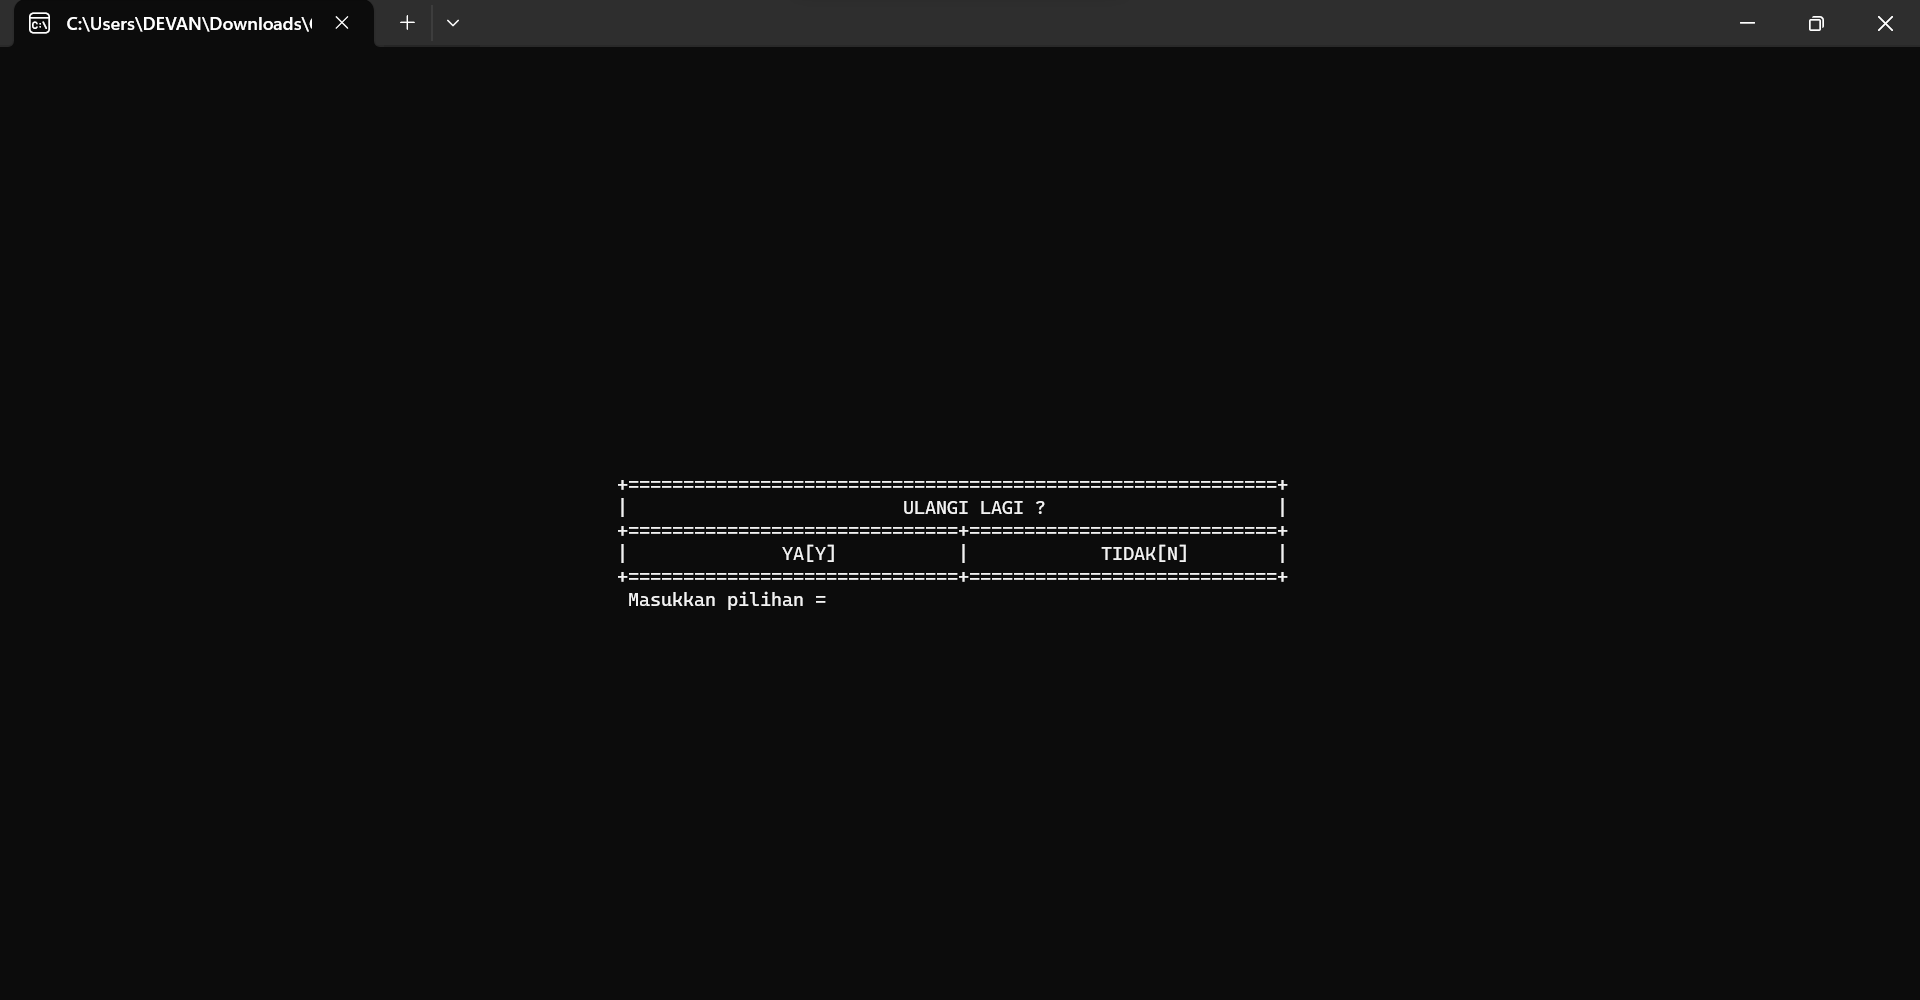 C:\Users\DEVAN\Downloads\
+===========================================================+
| ULANGI LAGI ? |
+==============================+============================+
| YA[Y] | TIDAK[N] |
+==============================+============================+
Masukkan pilihan =